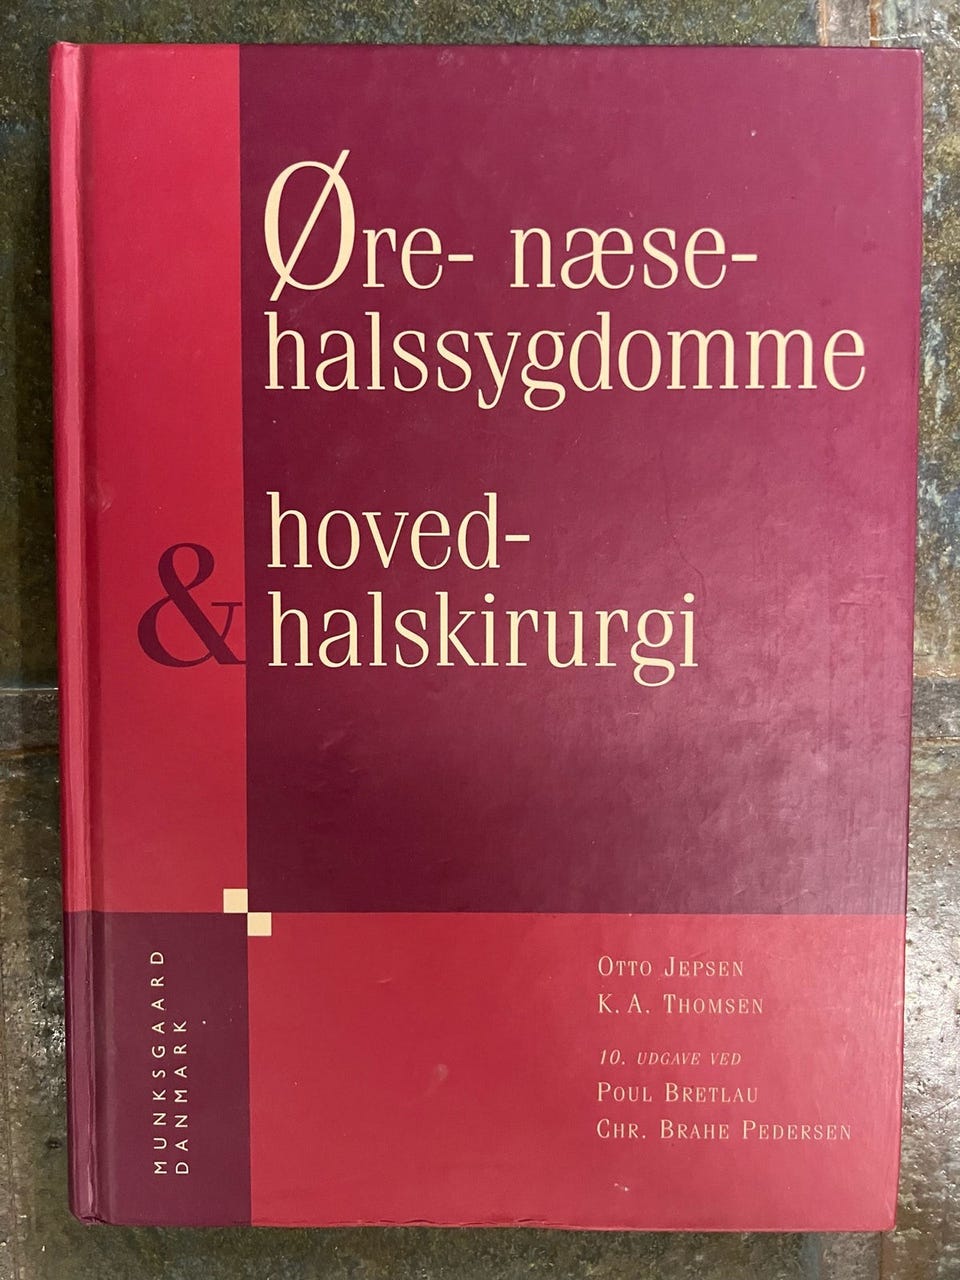 Øre- næse-
halssygdomme
&
hoved-
halskirurgi
OTTO JEPSEN
K. A. THOMSEN
10. UDGAVE VED
POUL BRETLAU
CHR. BRAHE PEDERSEN
MUNKSGAARD
DANMARK